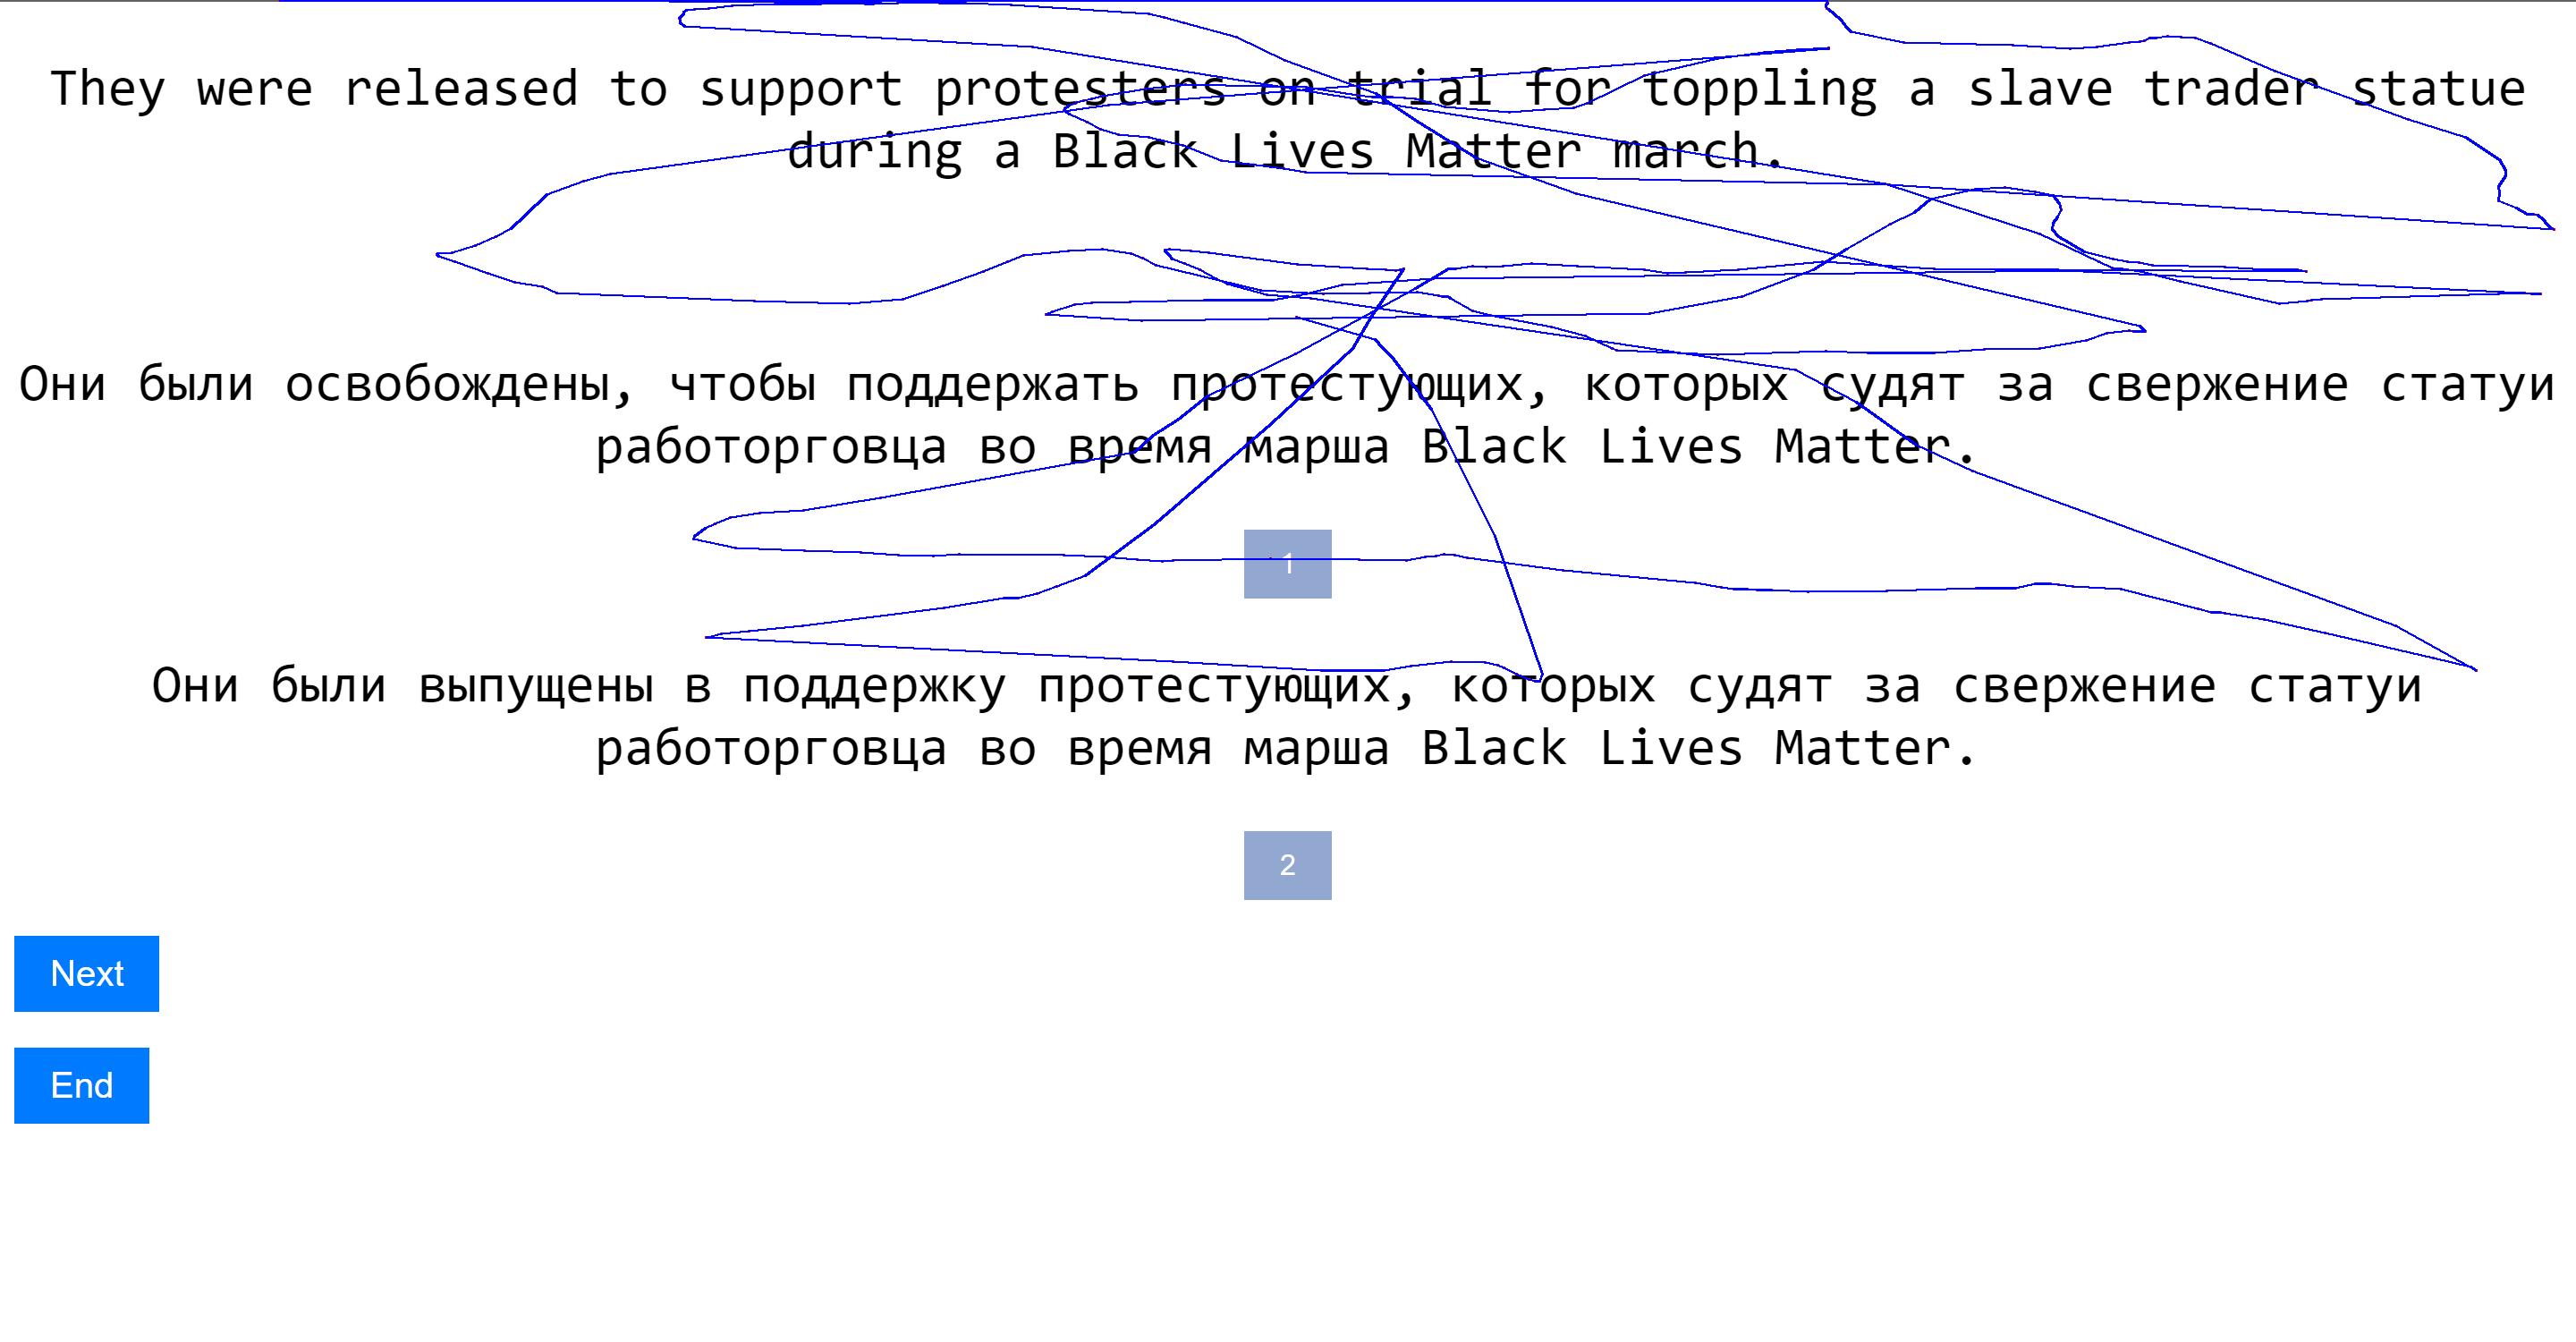 They were released to support protesters on trial for toppling a slave trader statue
during a Black Lives Matter march.
Они были освобождены, чтобы поддержать протестующих, которых судят за свержение статуи
работорговца во время марша Black Lives Matter.
1
Они были выпущены в поддержку протестующих, которых судят за свержение статуи
работорговца во время марша Black Lives Matter.
2
Next
End